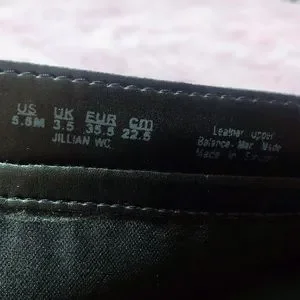 US UK EUR cm
5.5M 3.5 35.5 22.5
JILLIAN WC
Leather upper
Balance. Man Made
Made in